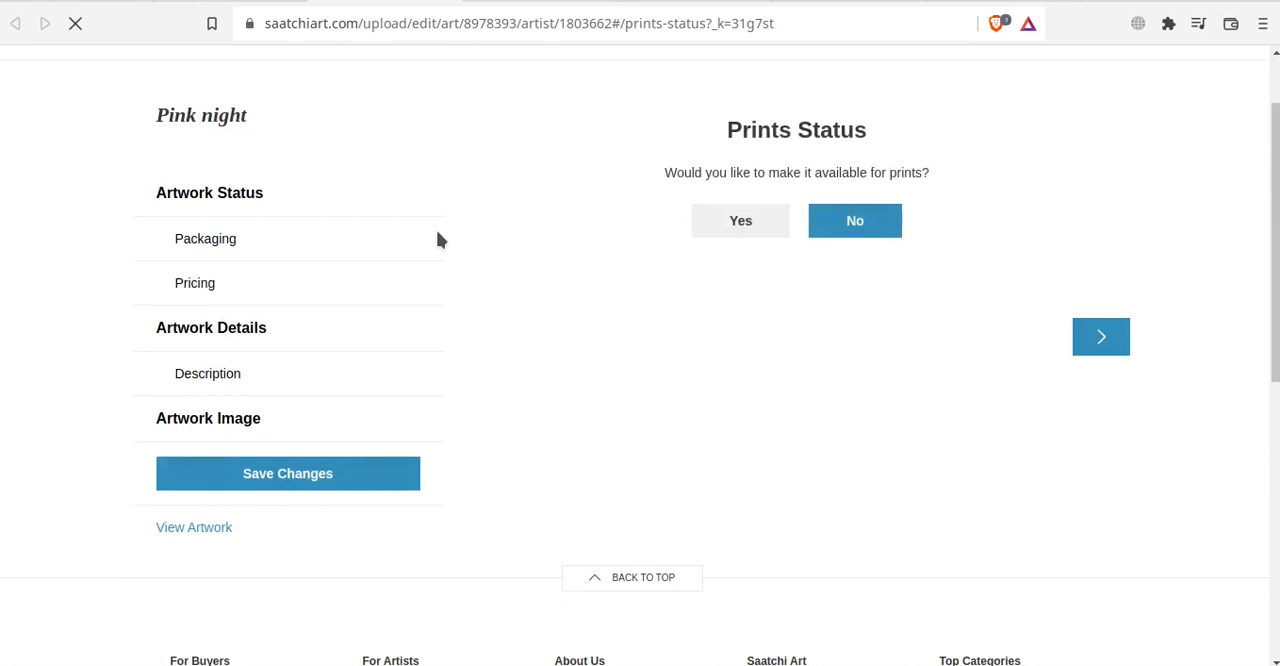 saatchiart.com/upload/edit/art/8978393/artist/1803662#/prints-status?_k=31g7st
3
Pink night
Prints Status
Would you like to make it available for prints?
Artwork Status
Yes
No
Packaging
Pricing
Artwork Details
Description
Artwork Image
Save Changes
View Artwork
BACK TO TOP
For Buyers
For Artists
About Us
Saatchi Art
Top Categories